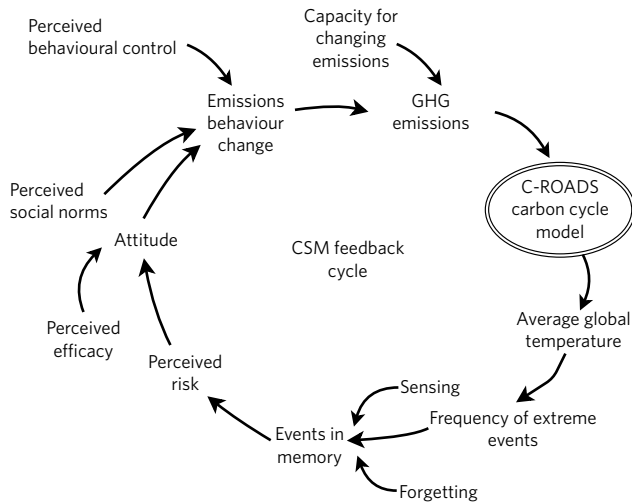 Perceived
behavioural control
Capacity for
changing emissions
Emissions
behaviour
change
GHG
emissions
C-ROADS
carbon cycle
model
Perceived
social norms
Attitude
CSM feedback
cycle
Average global
temperature
Perceived
efficacy
Perceived
risk
Sensing
Frequency of extreme
events
Events in
memory
Forgetting